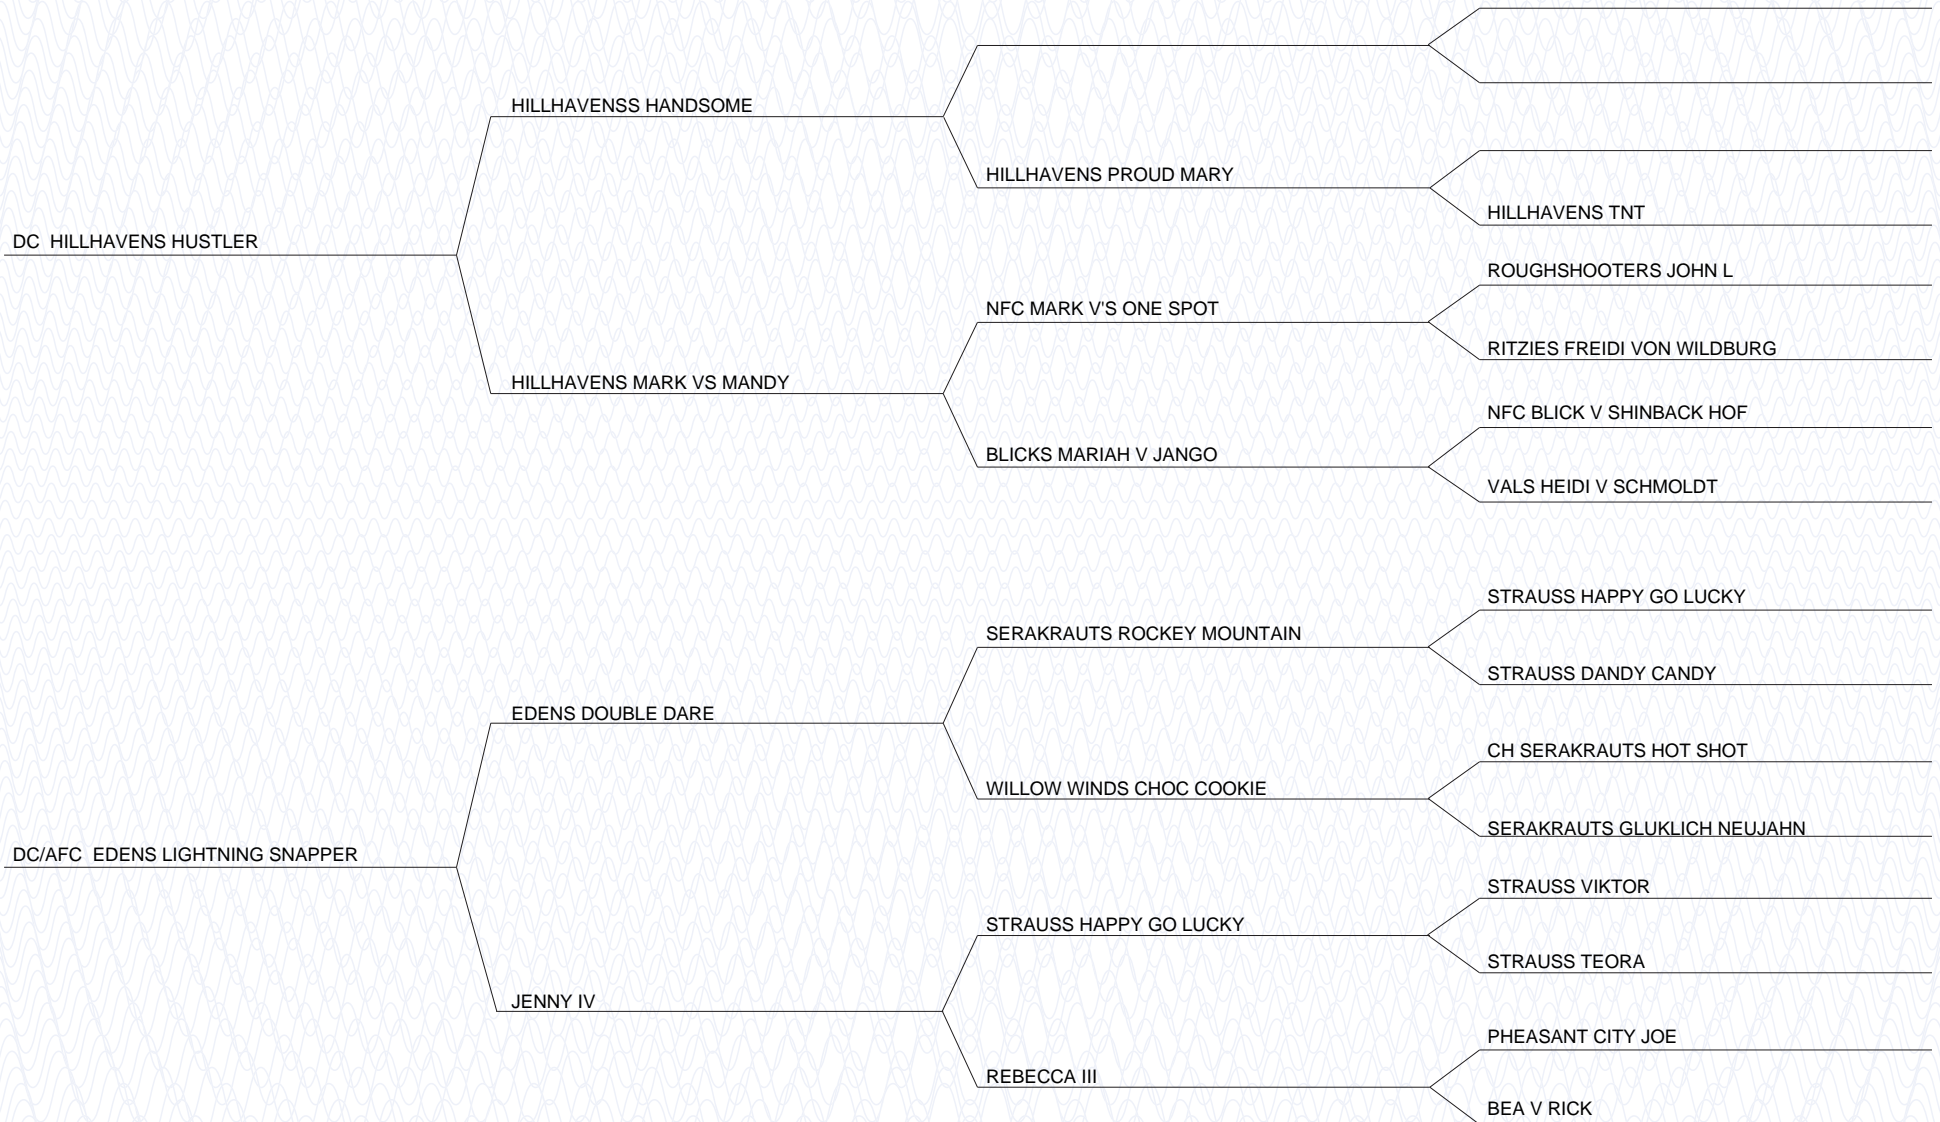 HILLHAVENSS HANDSOME
HILLHAVENS PROUD MARY
HILLHAVENS TNT
DC  HILLHAVENS HUSTLER
ROUGHSHOOTERS JOHN L
NFC MARK V'S ONE SPOT
RITZIES FREIDI VON WILDBURG
HILLHAVENS MARK VS MANDY
NFC BLICK V SHINBACK HOF
BLICKS MARIAH V JANGO
VALS HEIDI V SCHMOLDT
STRAUSS HAPPY GO LUCKY
SERAKRAUTS ROCKEY MOUNTAIN
STRAUSS DANDY CANDY
EDENS DOUBLE DARE
CH SERAKRAUTS HOT SHOT
WILLOW WINDS CHOC COOKIE
SERAKRAUTS GLUKLICH NEUJAHN
DC/AFC  EDENS LIGHTNING SNAPPER
STRAUSS VIKTOR
STRAUSS HAPPY GO LUCKY
STRAUSS TEORA
JENNY IV
PHEASANT CITY JOE
REBECCA III
BEA V RICK